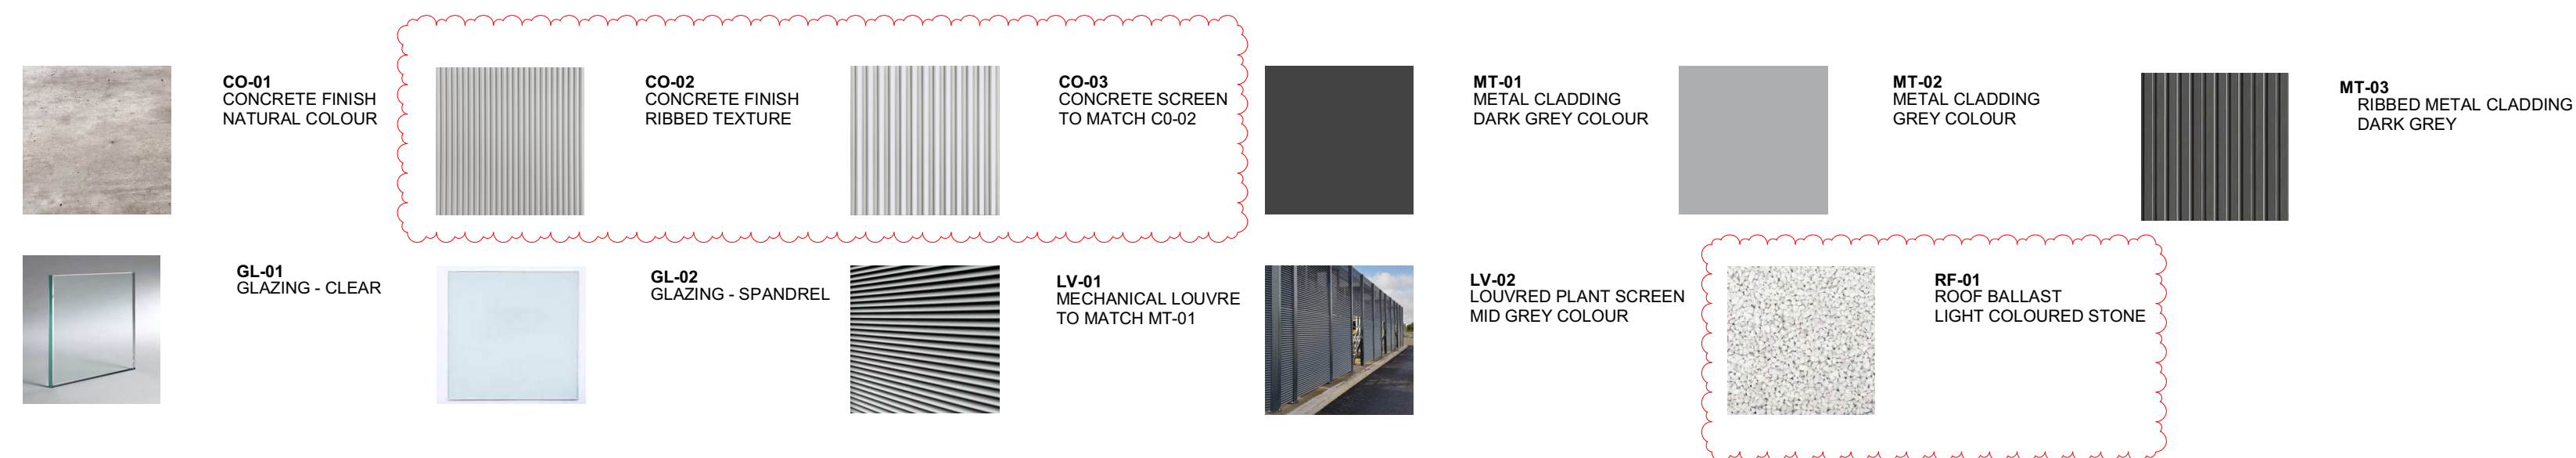 CO-01
CONCRETE FINISH
NATURAL COLOUR
CO-02
CONCRETE FINISH
RIBBED TEXTURE
CO-03
CONCRETE SCREEN
TO MATCH C0-02
MT-01
METAL CLADDING
DARK GREY COLOUR
MT-02
METAL CLADDING
GREY COLOUR
MT-03
RIBBED METAL CLADDING
DARK GREY
GL-01
GLAZING - CLEAR
GL-02
GLAZING - SPANDREL
LV-01
MECHANICAL LOUVRE
TO MATCH MT-01
LV-02
LOUVRED PLANT SCREEN
MID GREY COLOUR
RF-01
ROOF BALLAST
LIGHT COLOURED STONE